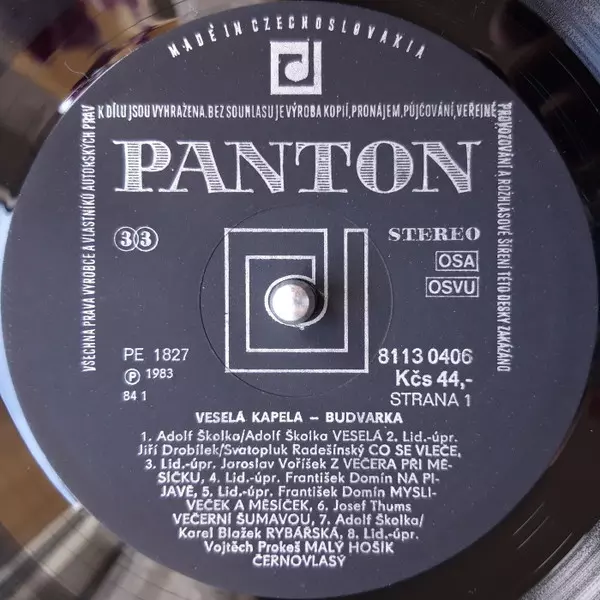 MADE IN CZECHOSLOVAKIA
VŠECHNA PRÁVA VÝROBCE A VLASTNÍKŮ AUTORSKÝCH PRÁV
K DÍLU JSOU VYHRAŽENA. BEZ SOUHLASU JE VÝROBA KOPIÍ, PRONÁJEM, PŮJČOVÁNÍ, VEŘEJNÉ
PROVOZOVÁNÍ A ROZHLASOVÉ ŠÍŘENÍ TÉTO DESKY ZAKÁZÁNO
PANTON
33
STEREO
OSA
OSVU
PE 1827
Ⓟ 1983
84 1
8113 0406
Kčs 44,-
STRANA 1
VESELÁ KAPELA – BUDVARKA
1. Adolf Školka/Adolf Školka VESELÁ 2. Lid.-úpr.
Jiří Drobílek/Svatopluk Radešínský CO SE VLEČE,
3. Lid.-úpr. Jaroslav Voříšek Z VEČERA PŘI MĚ-
SÍČKU, 4. Lid.-úpr. František Domín NA PI-
JAVĚ, 5. Lid.-úpr. František Domín MYSLI-
VEČEK A MĚSÍČEK, 6. Josef Thums
VEČERNÍ ŠUMAVOU, 7. Adolf Školka/
Karel Blažek RYBÁŘSKÁ, 8. Lid.-úpr.
Vojtěch Prokeš MALÝ HOŠÍK
ČERNOVLASÝ